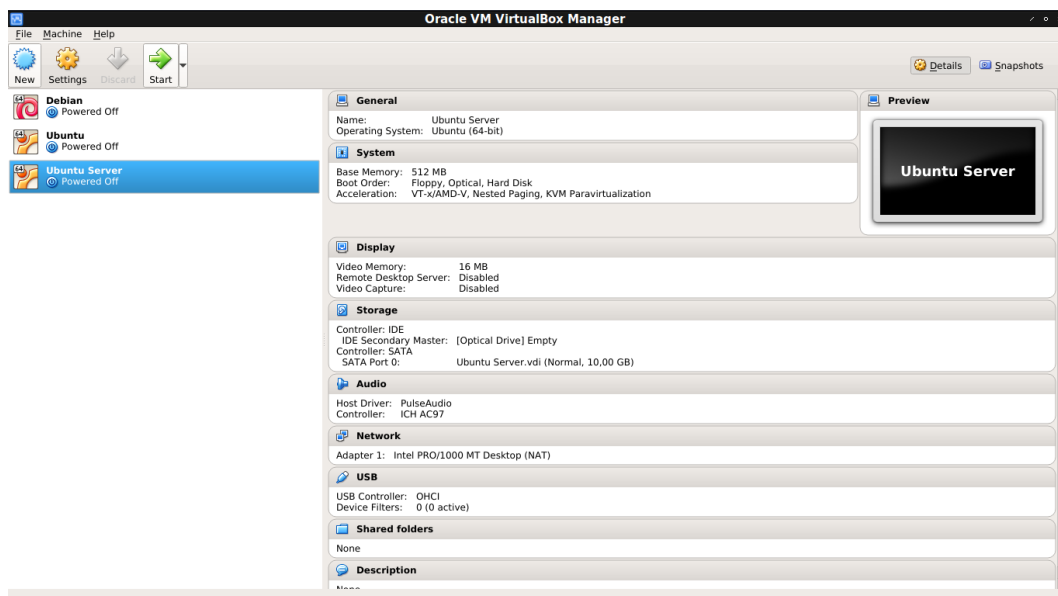 Oracle VM VirtualBox Manager
File Machine Help
New Settings Discard Start
Details Snapshots
64 Debian
Powered Off
64 Ubuntu
Powered Off
64 Ubuntu Server
Powered Off
General
Name: Ubuntu Server
Operating System: Ubuntu (64-bit)
System
Base Memory: 512 MB
Boot Order: Floppy, Optical, Hard Disk
Acceleration: VT-x/AMD-V, Nested Paging, KVM Paravirtualization
Preview
Ubuntu Server
Display
Video Memory: 16 MB
Remote Desktop Server: Disabled
Video Capture: Disabled
Storage
Controller: IDE
IDE Secondary Master: [Optical Drive] Empty
Controller: SATA
SATA Port 0: Ubuntu Server.vdi (Normal, 10,00 GB)
Audio
Host Driver: PulseAudio
Controller: ICH AC97
Network
Adapter 1: Intel PRO/1000 MT Desktop (NAT)
USB
USB Controller: OHCI
Device Filters: 0 (0 active)
Shared folders
None
Description
None